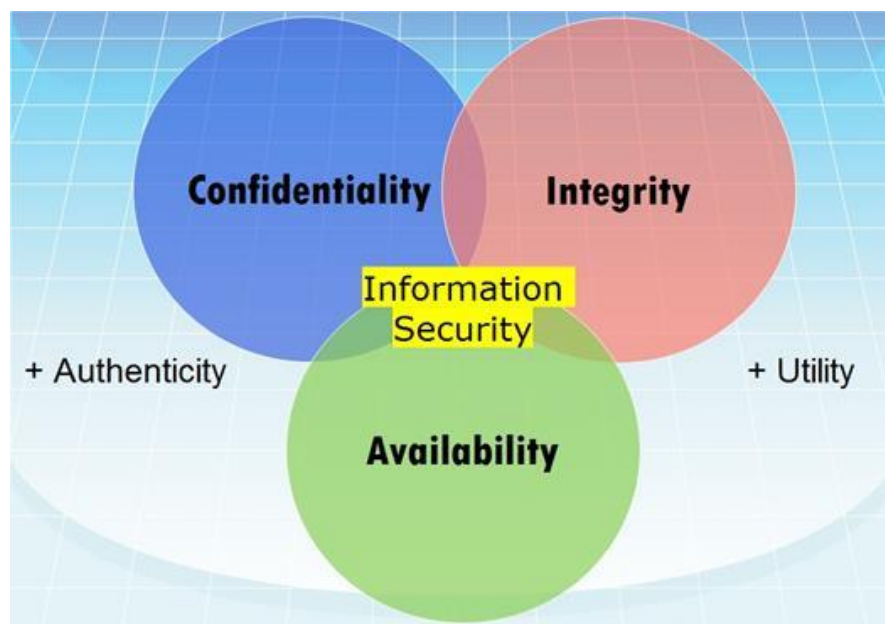 Confidentiality
Integrity
Information
Security
+ Authenticity
+ Utility
Availability